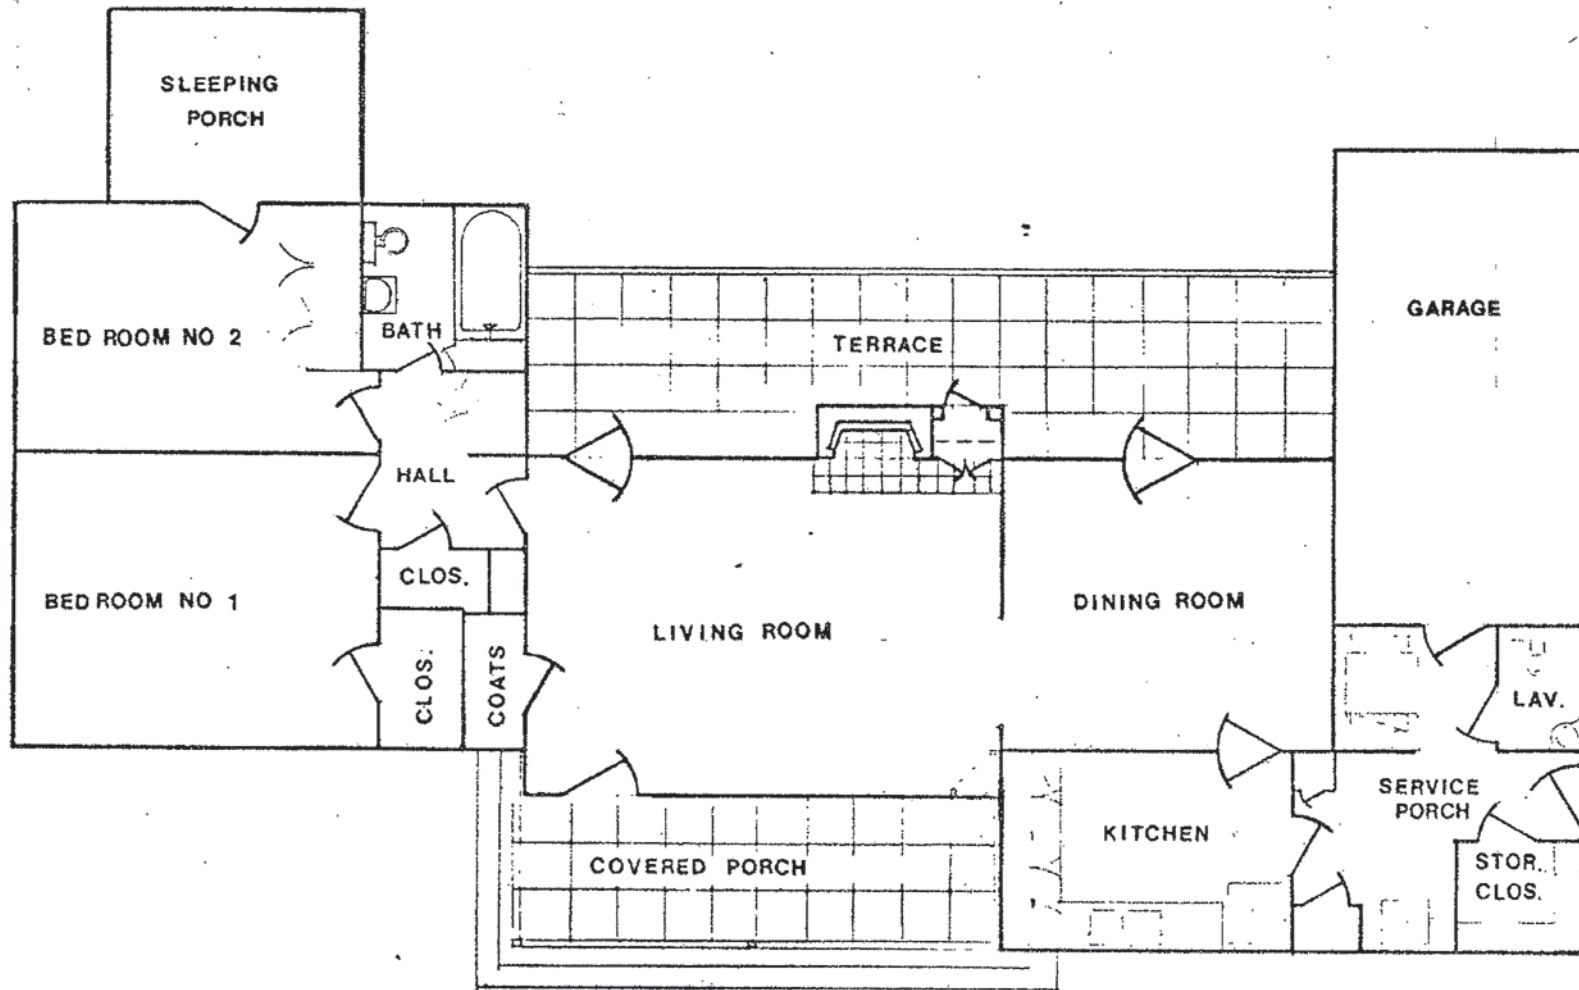 SLEEPING
PORCH
BED ROOM NO 2
BATH
TERRACE
GARAGE
HALL
BED ROOM NO 1
CLOS.
CLOS.
COATS
LIVING ROOM
DINING ROOM
LAV.
SERVICE
PORCH
KITCHEN
COVERED PORCH
STOR.
CLOS.